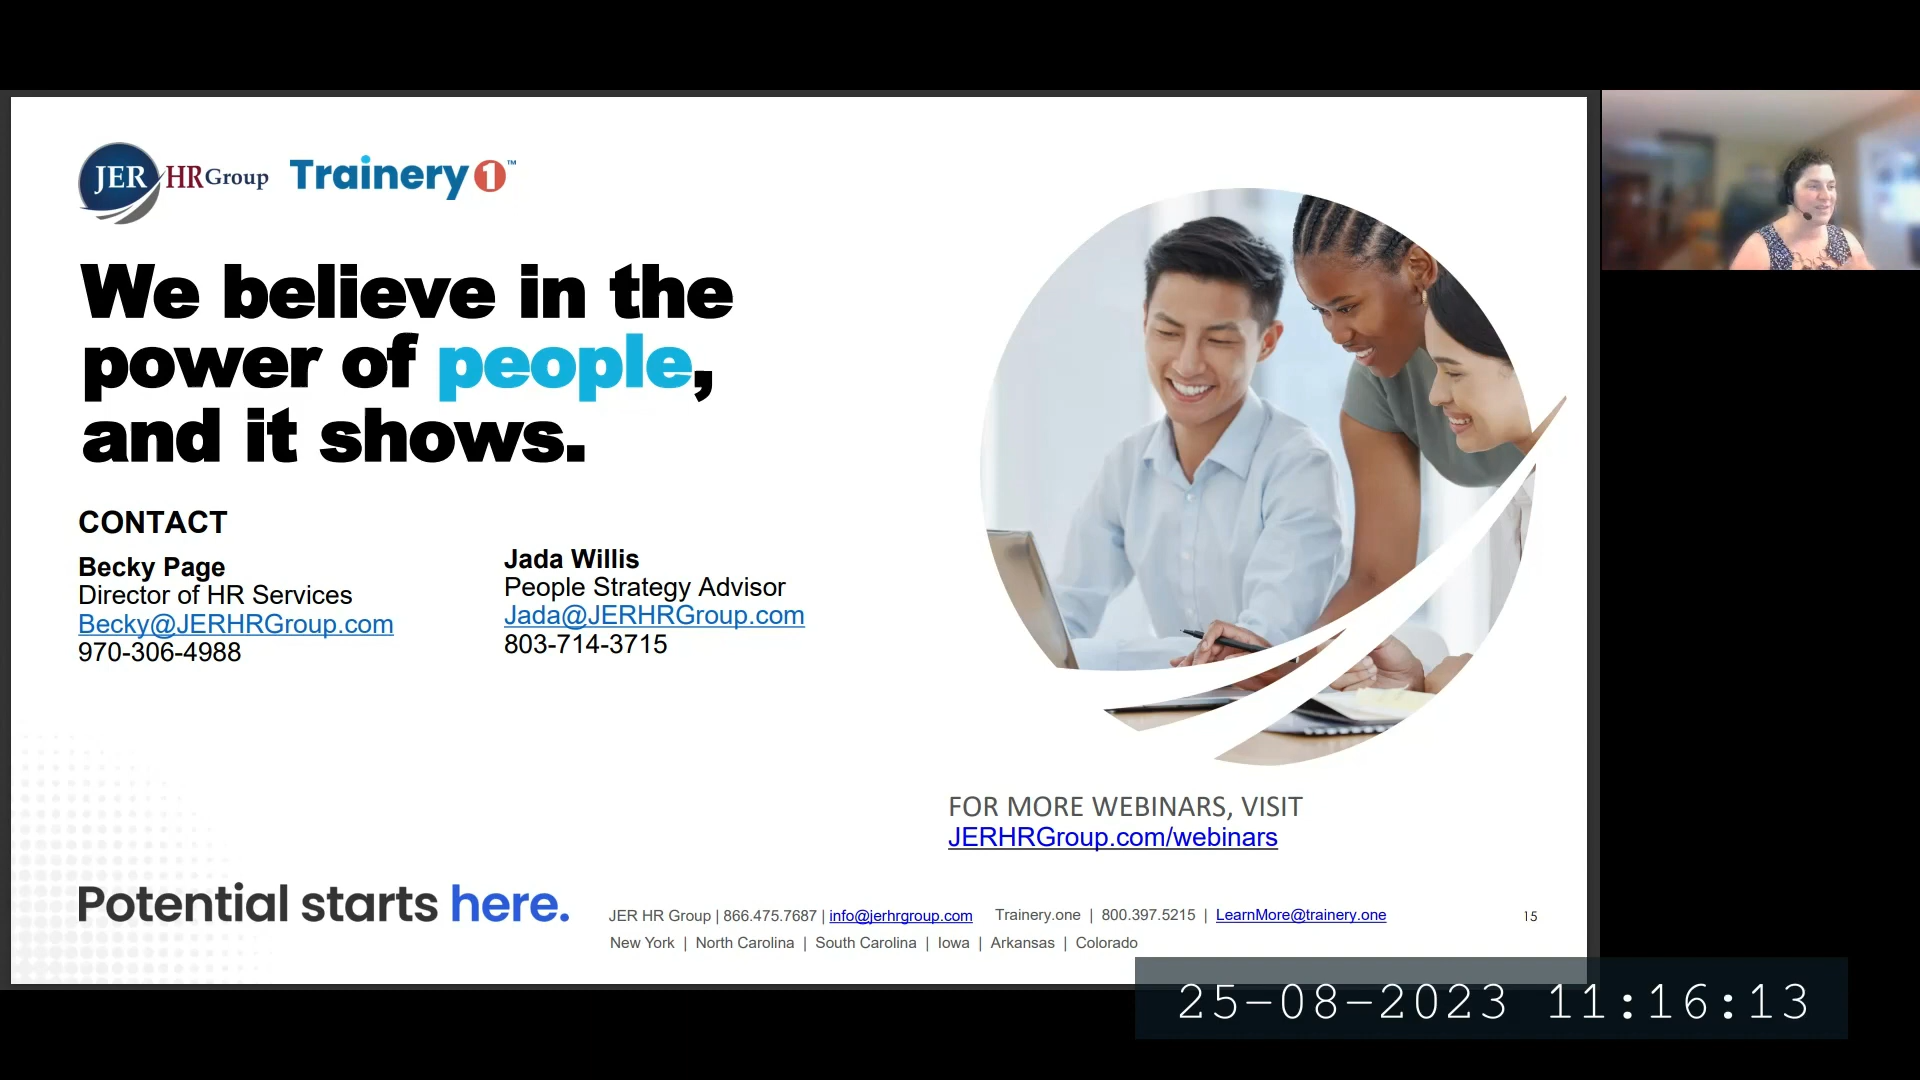 JER HRGroup Trainery 1™
We believe in the
power of people,
and it shows.
CONTACT
Becky Page
Director of HR Services
Becky@JERHRGroup.com
970-306-4988
Jada Willis
People Strategy Advisor
Jada@JERHRGroup.com
803-714-3715
FOR MORE WEBINARS, VISIT
JERHRGroup.com/webinars
Potential starts here.
JER HR Group | 866.475.7687 | info@jerhrgroup.com Trainery.one | 800.397.5215 | LearnMore@trainery.one
New York | North Carolina | South Carolina | Iowa | Arkansas | Colorado
15
25-08-2023 11:16:13